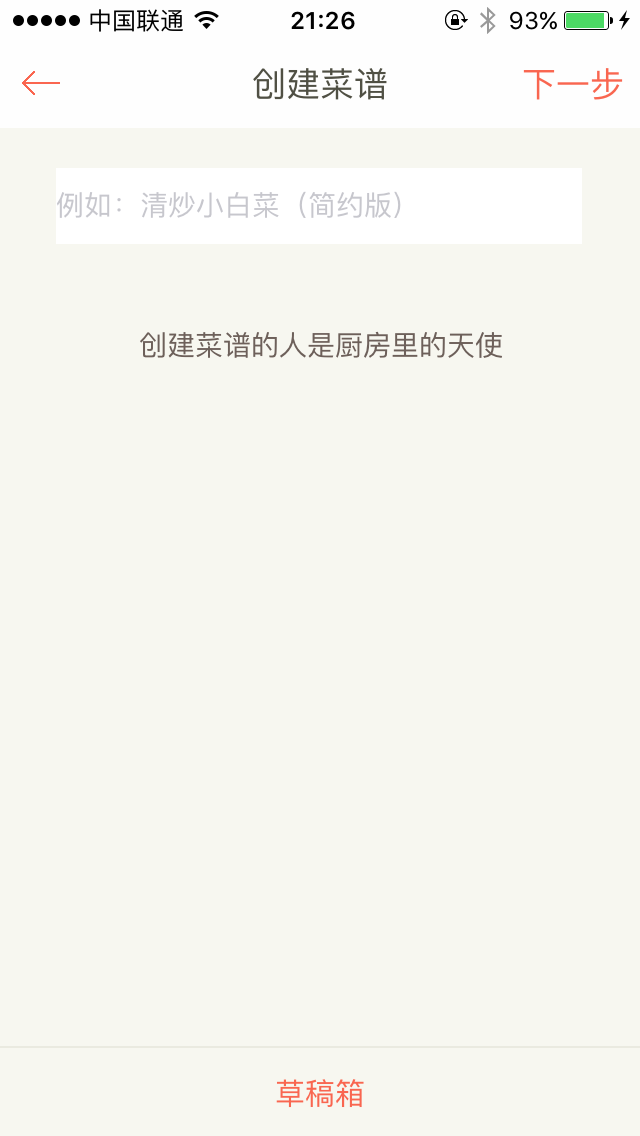 中国联通 21:26 93%
创建菜谱 下一步
例如：清炒小白菜（简约版）
创建菜谱的人是厨房里的天使
草稿箱